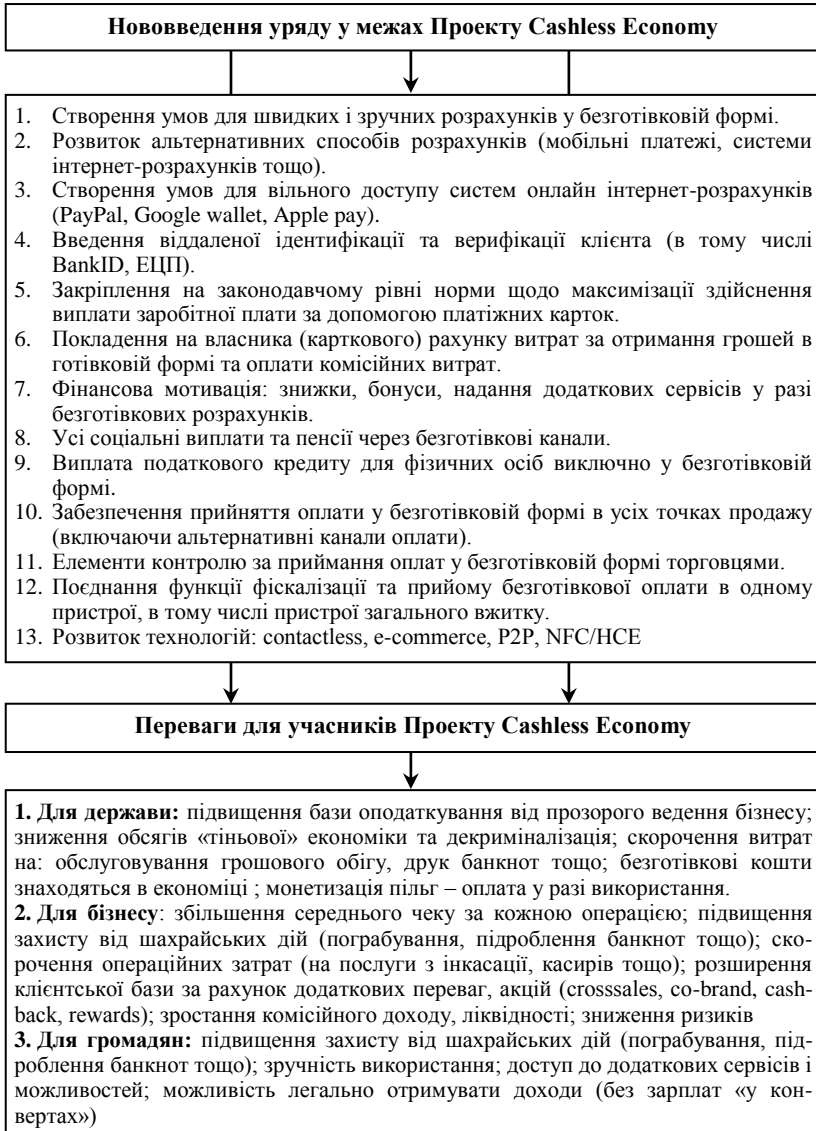 Нововведення уряду у межах Проекту Cashless Economy
1. Створення умов для швидких і зручних розрахунків у безготівковій формі.
2. Розвиток альтернативних способів розрахунків (мобільні платежі, системи
інтернет-розрахунків тощо).
3. Створення умов для вільного доступу систем онлайн інтернет-розрахунків
(PayPal, Google wallet, Apple pay).
4. Введення віддаленої ідентифікації та верифікації клієнта (в тому числі
BankID, ЕЦП).
5. Закріплення на законодавчому рівні норми щодо максимізації здійснення
виплати заробітної плати за допомогою платіжних карток.
6. Покладення на власника (карткового) рахунку витрат за отримання грошей в
готівковій формі та оплати комісійних витрат.
7. Фінансова мотивація: знижки, бонуси, надання додаткових сервісів у разі
безготівкових розрахунків.
8. Усі соціальні виплати та пенсії через безготівкові канали.
9. Виплата податкового кредиту для фізичних осіб виключно у безготівковій
формі.
10. Забезпечення прийняття оплати у безготівковій формі в усіх точках продажу
(включаючи альтернативні канали оплати).
11. Елементи контролю за приймання оплат у безготівковій формі торговцями.
12. Поєднання функції фіскалізації та прийому безготівкової оплати в одному
пристрої, в тому числі пристрої загального вжитку.
13. Розвиток технологій: contactless, e-commerce, P2P, NFC/HCE
Переваги для учасників Проекту Cashless Economy
1. Для держави: підвищення бази оподаткування від прозорого ведення бізнесу;
зниження обсягів «тіньової» економіки та декриміналізація; скорочення витрат
на: обслуговування грошового обігу, друк банкнот тощо; безготівкові кошти
знаходяться в економіці ; монетизація пільг – оплата у разі використання.
2. Для бізнесу: збільшення середнього чеку за кожною операцією; підвищення
захисту від шахрайських дій (пограбування, підроблення банкнот тощо); ско-
рочення операційних затрат (на послуги з інкасації, касирів тощо); розширення
клієнтської бази за рахунок додаткових переваг, акцій (crosssales, co-brand, cash-
back, rewards); зростання комісійного доходу, ліквідності; зниження ризиків
3. Для громадян: підвищення захисту від шахрайських дій (пограбування, під-
роблення банкнот тощо); зручність використання; доступ до додаткових сервісів і
можливостей; можливість легально отримувати доходи (без зарплат «у кон-
вертах»)